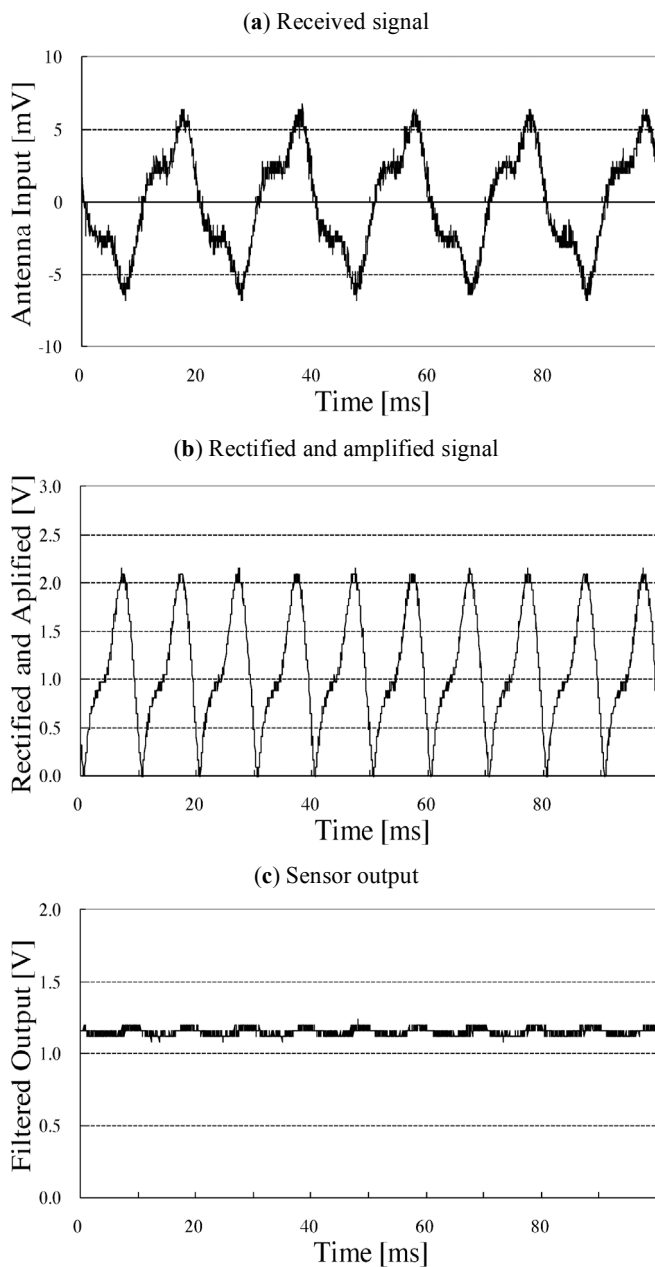 (a) Received signal
10
5
0
-5
-10
Antenna Input [mV]
0 20 40 60 80
Time [ms]
(b) Rectified and amplified signal
3.0
2.5
2.0
1.5
1.0
0.5
0.0
Rectified and Aplified [V]
0 20 40 60 80
Time [ms]
(c) Sensor output
2.0
1.5
1.0
0.5
0.0
Filtered Output [V]
0 20 40 60 80
Time [ms]